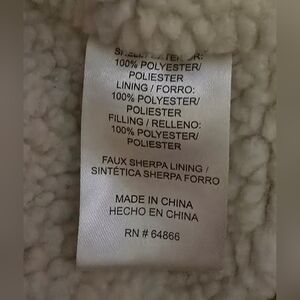 100% POLYESTER/
POLIESTER
LINING / FORRO:
100% POLYESTER/
POLIESTER
FILLING / RELLENO:
100% POLYESTER/
POLIESTER
FAUX SHERPA LINING /
SINTÉTICA SHERPA FORRO
MADE IN CHINA
HECHO EN CHINA
RN # 64866